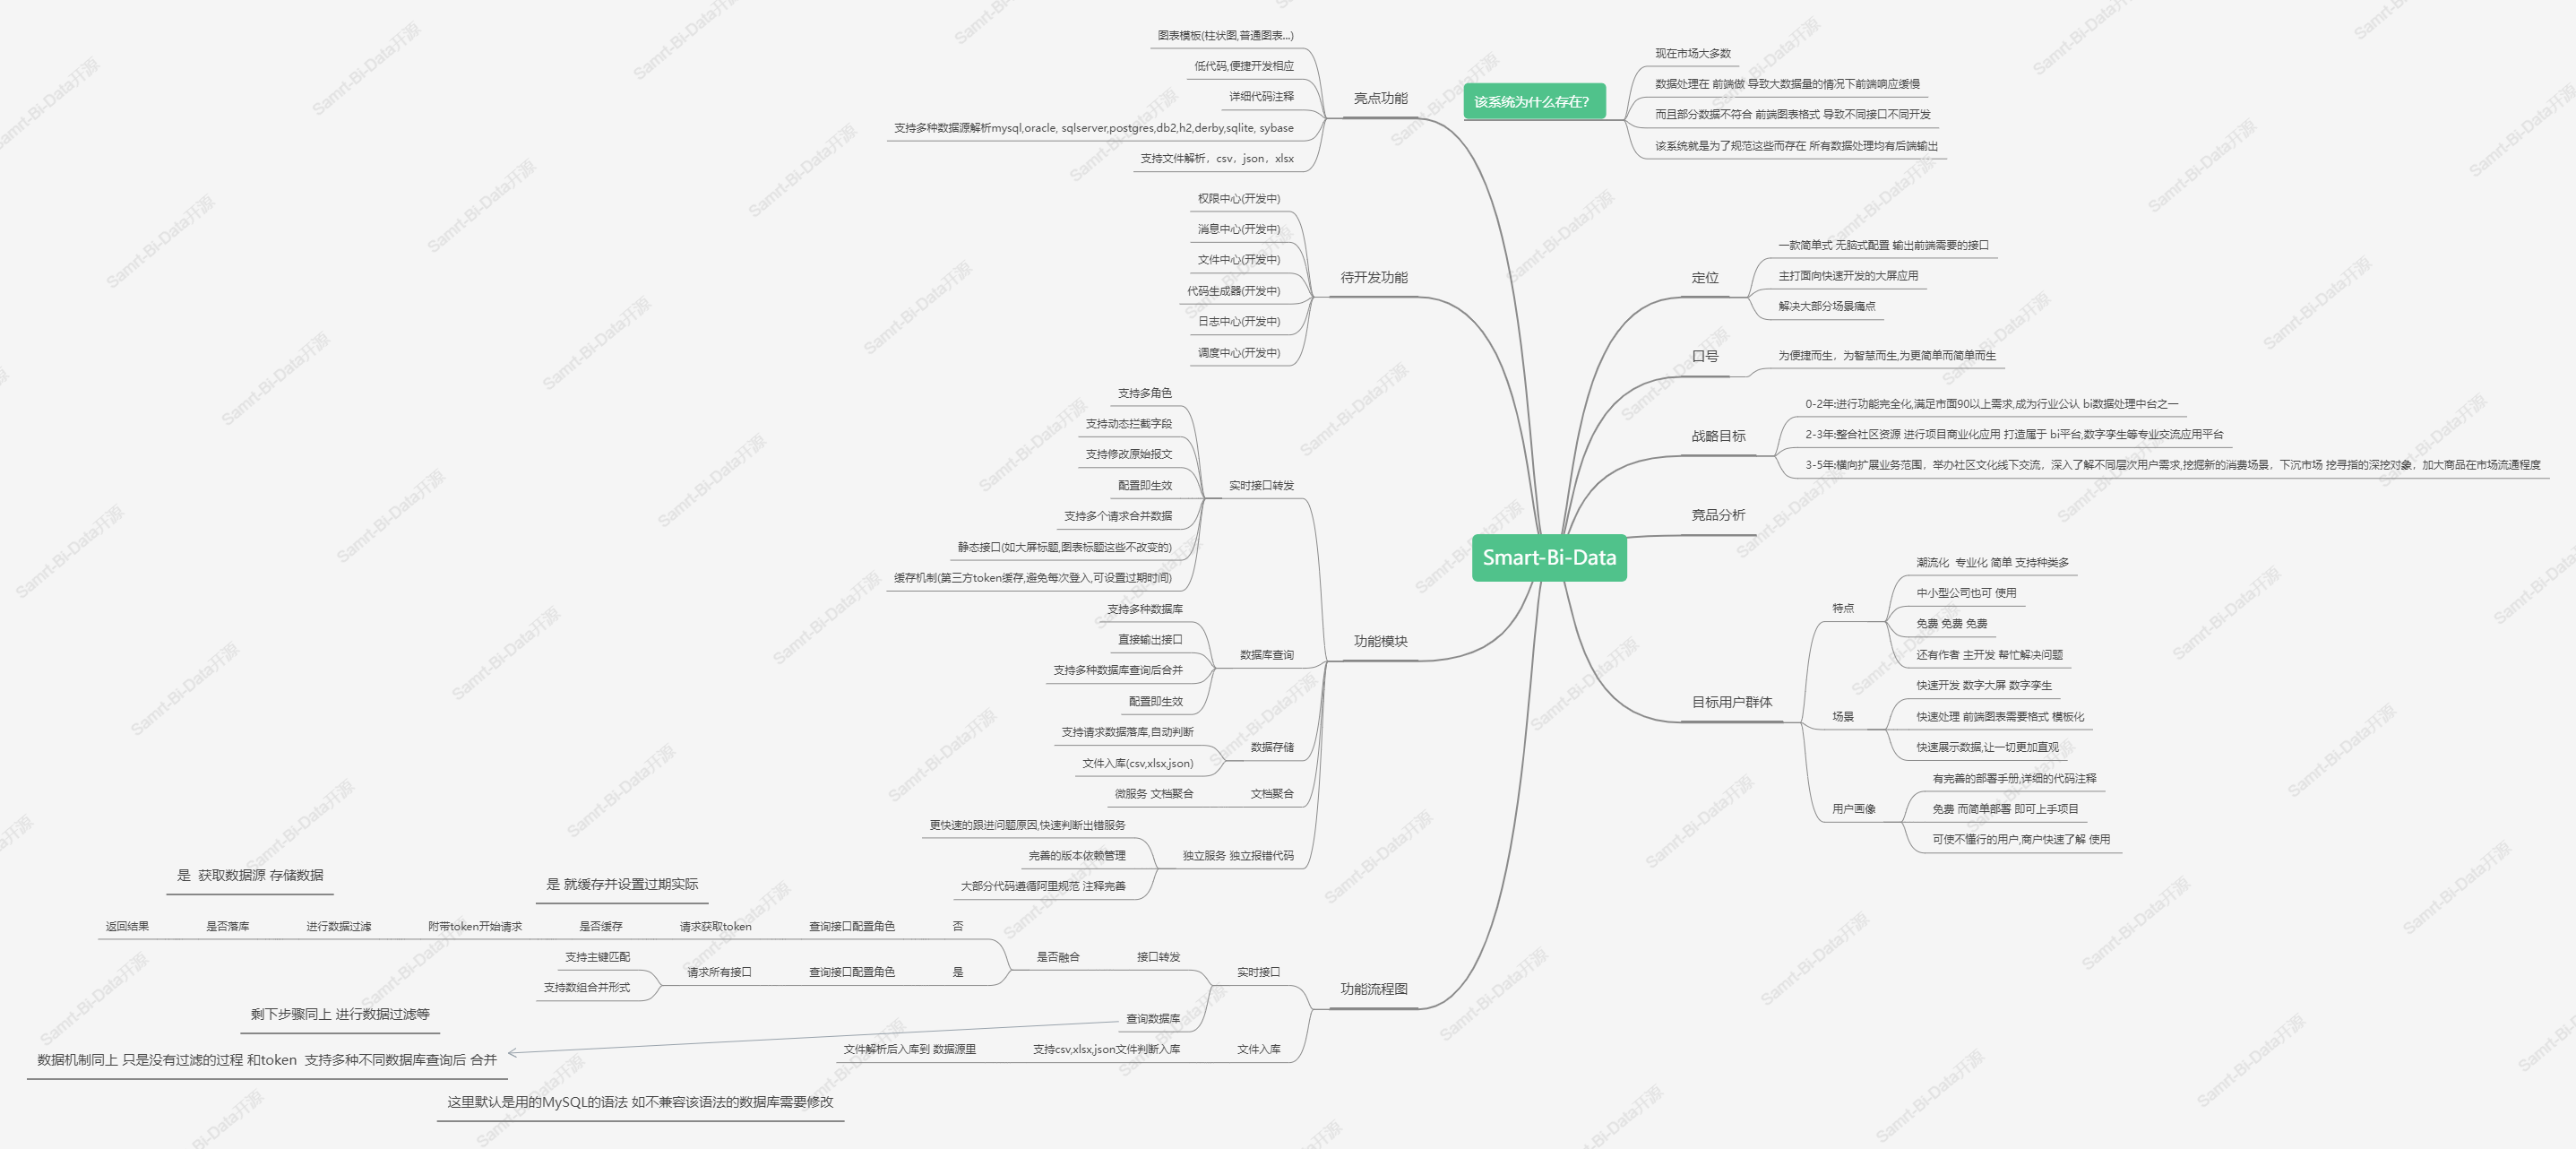 Smart-Bi-Data
该系统为什么存在?
现在市场大多数
数据处理在 前端做 导致大数据量的情况下前端响应缓慢
而且部分数据不符合 前端图表格式 导致不同接口不同开发
该系统就是为了规范这些而存在 所有数据处理均有后端输出
定位
一款简单式 无脑式配置 输出前端需要的接口
主打面向快速开发的大屏应用
解决大部分场景痛点
口号
为便捷而生，为智慧而生,为更简单而简单而生
战略目标
0-2年:进行功能完全化,满足市面90以上需求,成为行业公认 bi数据处理中台之一
2-3年:整合社区资源 进行项目商业化应用 打造属于 bi平台,数字孪生等专业交流应用平台
3-5年:横向扩展业务范围，举办社区文化线下交流，深入了解不同层次用户需求,挖掘新的消费场景，下沉市场 挖寻指的深挖对象，加大商品在市场流通程度
竞品分析
目标用户群体
特点
潮流化  专业化 简单 支持种类多
中小型公司也可 使用
免费 免费 免费
还有作者 主开发 帮忙解决问题
场景
快速开发 数字大屏 数字孪生
快速处理 前端图表需要格式 模板化
快速展示数据,让一切更加直观
用户画像
有完善的部署手册,详细的代码注释
免费 而简单部署 即可上手项目
可使不懂行的用户,商户快速了解 使用
亮点功能
图表模板(柱状图,普通图表...)
低代码,便捷开发相应
详细代码注释
支持多种数据源解析mysql,oracle, sqlserver,postgres,db2,h2,derby,sqlite, sybase
支持文件解析，csv，json，xlsx
待开发功能
权限中心(开发中)
消息中心(开发中)
文件中心(开发中)
代码生成器(开发中)
日志中心(开发中)
调度中心(开发中)
功能模块
实时接口转发
支持多角色
支持动态拦截字段
支持修改原始报文
配置即生效
支持多个请求合并数据
静态接口(如大屏标题,图表标题这些不改变的)
缓存机制(第三方token缓存,避免每次登入,可设置过期时间)
数据库查询
支持多种数据库
直接输出接口
支持多种数据库查询后合并
配置即生效
数据存储
支持请求数据落库,自动判断
文件入库(csv,xlsx,json)
文档聚合
微服务 文档聚合
独立服务 独立报错代码
更快速的跟进问题原因,快速判断出错服务
完善的版本依赖管理
大部分代码遵循阿里规范 注释完善
功能流程图
实时接口
接口转发
是否融合
否
查询接口配置角色
请求获取token
是否缓存
附带token开始请求
进行数据过滤
是否落库
返回结果
是
查询接口配置角色
请求所有接口
支持主键匹配
支持数组合并形式
查询数据库
文件入库
支持csv,xlsx,json文件判断入库
文件解析后入库到 数据源里
是  获取数据源 存储数据
是 就缓存并设置过期实际
剩下步骤同上 进行数据过滤等
数据机制同上 只是没有过滤的过程 和token  支持多种不同数据库查询后 合并
这里默认是用的MySQL的语法 如不兼容该语法的数据库需要修改
Samrt-Bi-Data开源